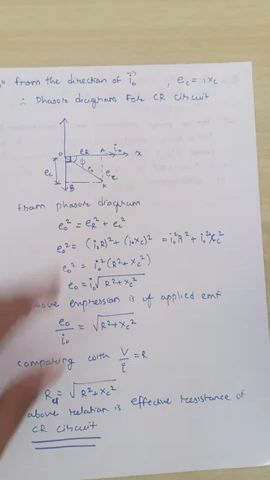 from the direction of i₀ , e_c = iX_c
∴ Phasor diagram for CR circuit
O e_R A i₀ x
e_c φ e₀ e_c
B
from phasor diagram
e₀² = e_R² + e_c²
e₀² = (i₀R)² + (i₀X_c)² = i₀²R² + i₀²X_c²
e₀² = i₀²(R² + X_c²)
e₀ = i₀√R² + X_c²
above expression is of applied emf
e₀/i₀ = √R² + X_c²
comparing with V/I = R
= √R² + X_c²
above relation is effective resistance of
CR circuit